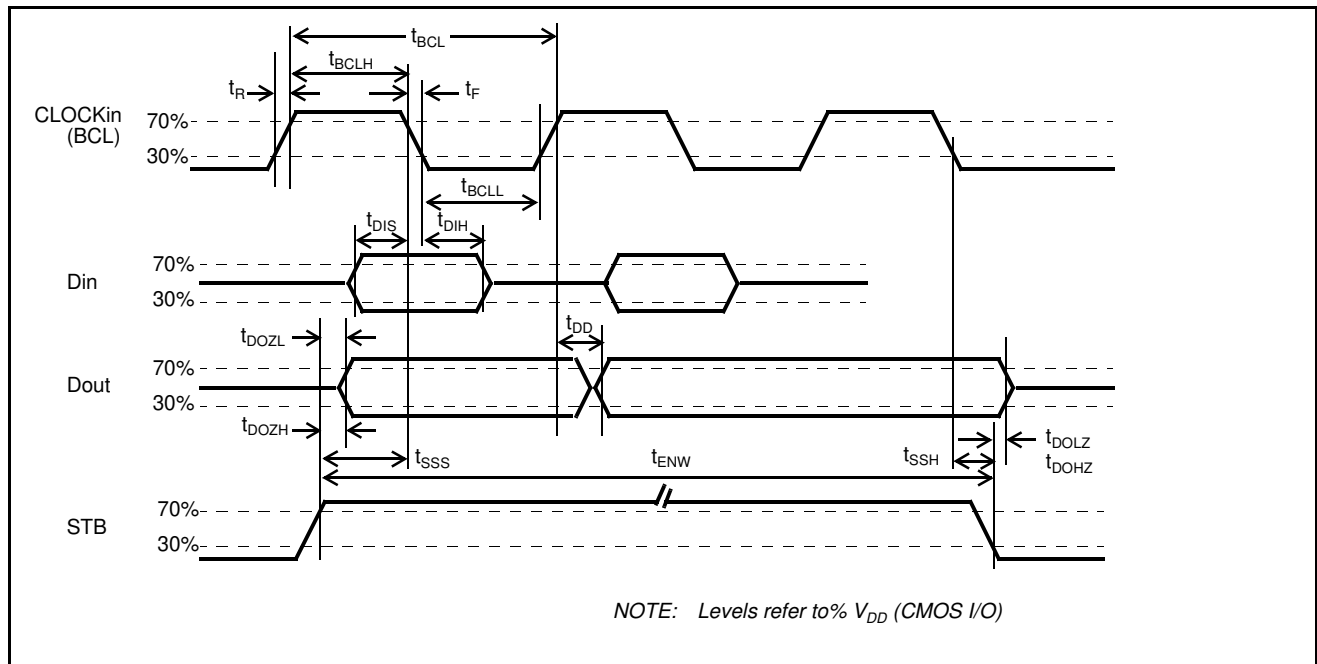 tBCL
tBCLH
tR
tF
CLOCKin
(BCL)
70%
30%
tBCLL
tDIS
tDIH
Din
70%
30%
tDD
tDOZL
Dout
70%
30%
tDOZH
tDOLZ
tDOHZ
tSSS
tENW
tSSH
STB
70%
30%
NOTE: Levels refer to% VDD (CMOS I/O)